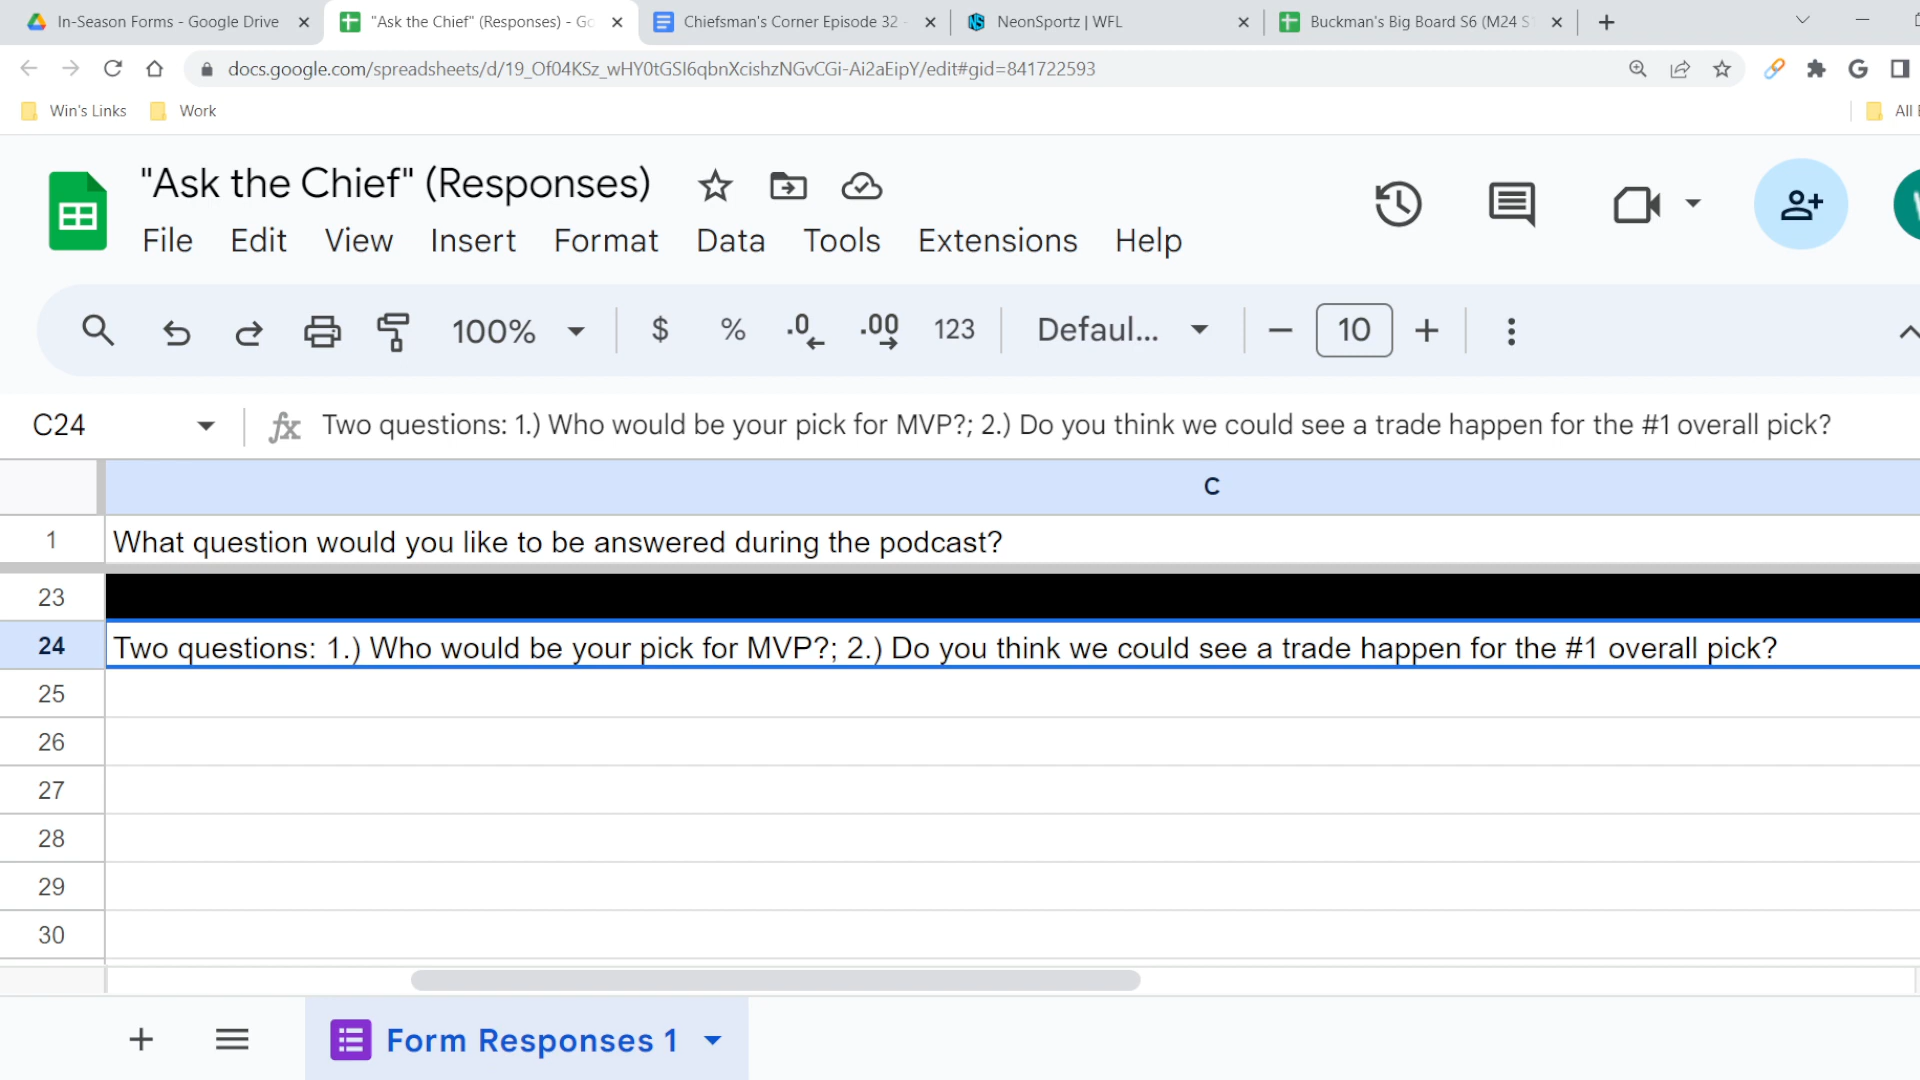 In-Season Forms - Google Drive
"Ask the Chief" (Responses) - Go
Chiefsman's Corner Episode 32 -
NeonSportz | WFL
Buckman's Big Board S6 (M24 S
docs.google.com/spreadsheets/d/19_Of04KSz_wHY0tGSI6qbnXcishzNGvCGi-Ai2aEipY/edit#gid=841722593
Win's Links
Work
All
"Ask the Chief" (Responses)
File Edit View Insert Format Data Tools Extensions Help
100% $ % .0 .00 123 Defaul... 10
C24
fx Two questions: 1.) Who would be your pick for MVP?; 2.) Do you think we could see a trade happen for the #1 overall pick?
C
1 What question would you like to be answered during the podcast?
23
24 Two questions: 1.) Who would be your pick for MVP?; 2.) Do you think we could see a trade happen for the #1 overall pick?
25
26
27
28
29
30
Form Responses 1